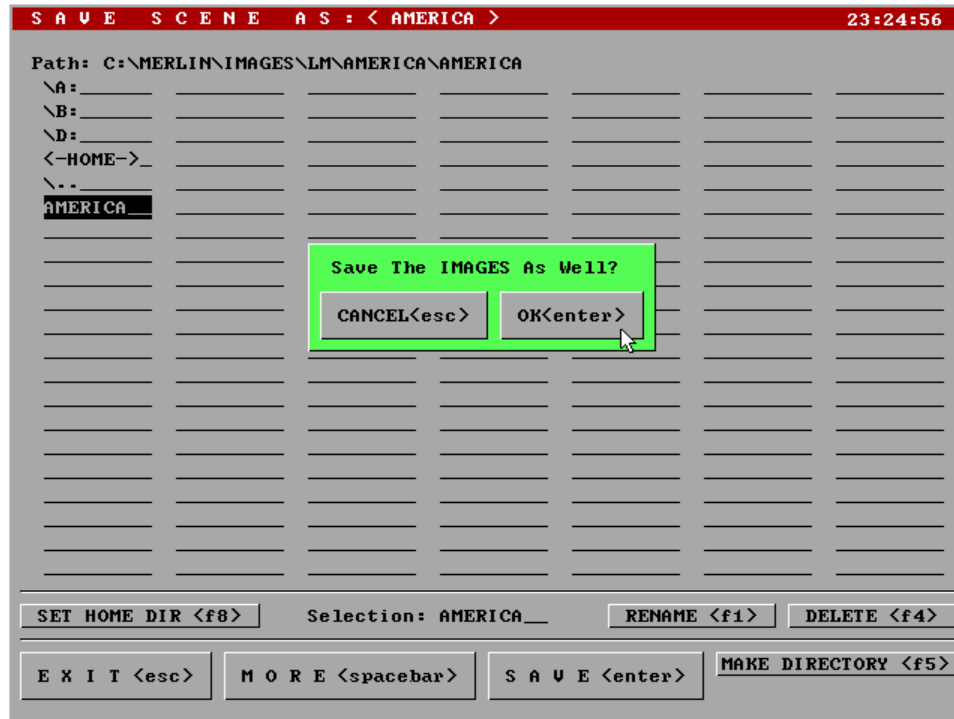 S A V E  S C E N E  A S : < AMERICA > 23:24:56
Path: C:\MERLIN\IMAGES\LM\AMERICA\AMERICA
\A:
\B:
\D:
<-HOME->
\..
AMERICA
Save The IMAGES As Well?
CANCEL<esc> OK<enter>
SET HOME DIR <f8> Selection: AMERICA__ RENAME <f1> DELETE <f4>
E X I T <esc> M O R E <spacebar> S A V E <enter> MAKE DIRECTORY <f5>